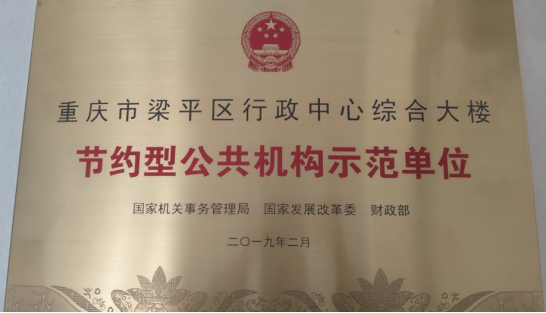 重庆市梁平区行政中心综合大楼
节约型公共机构示范单位
国家机关事务管理局 国家发展改革委 财政部
二〇一九年二月